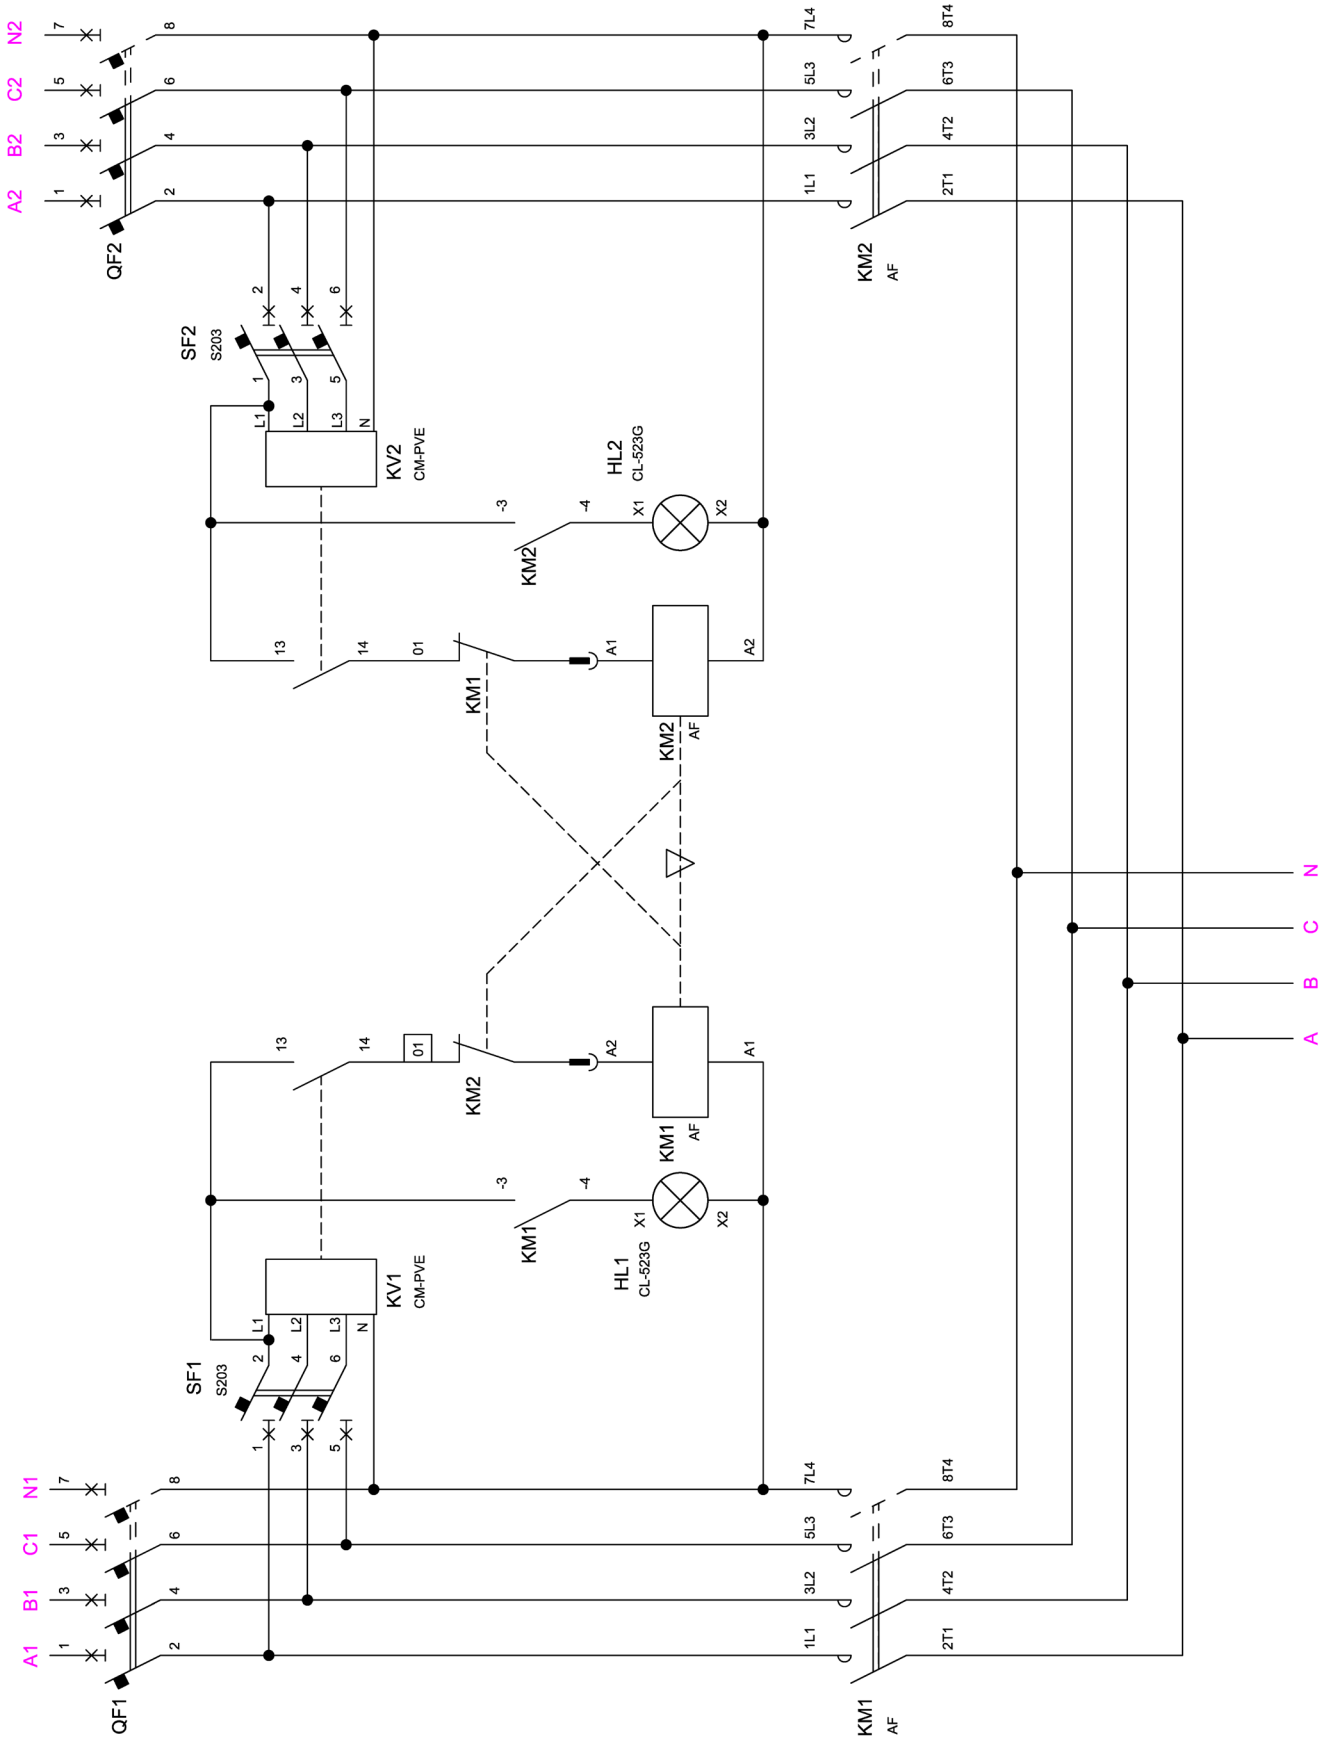 A1 B1 C1 N1 A2 B2 C2 N2
1 3 5 7 1 3 5 7
QF1 QF2
2 4 6 8 2 4 6 8
SF1
S203
SF2
S203
1 3 5
2 4 6
2 4 6
1 3 5
L1
L2
L3
N
L1
L2
L3
N
KV1
CM-PVE
KV2
CM-PVE
13 13
14 14
01 01
KM2 KM1
-3 -3
KM1 KM2
-4 -4
HL1
CL-523G
X1
X2
HL2
CL-523G
X1
X2
A2 A1
KM1
AF
KM2
AF
A1 A2
1L1 3L2 5L3 7L4 1L1 3L2 5L3 7L4
KM1
AF
KM2
AF
2T1 4T2 6T3 8T4 2T1 4T2 6T3 8T4
A B C N